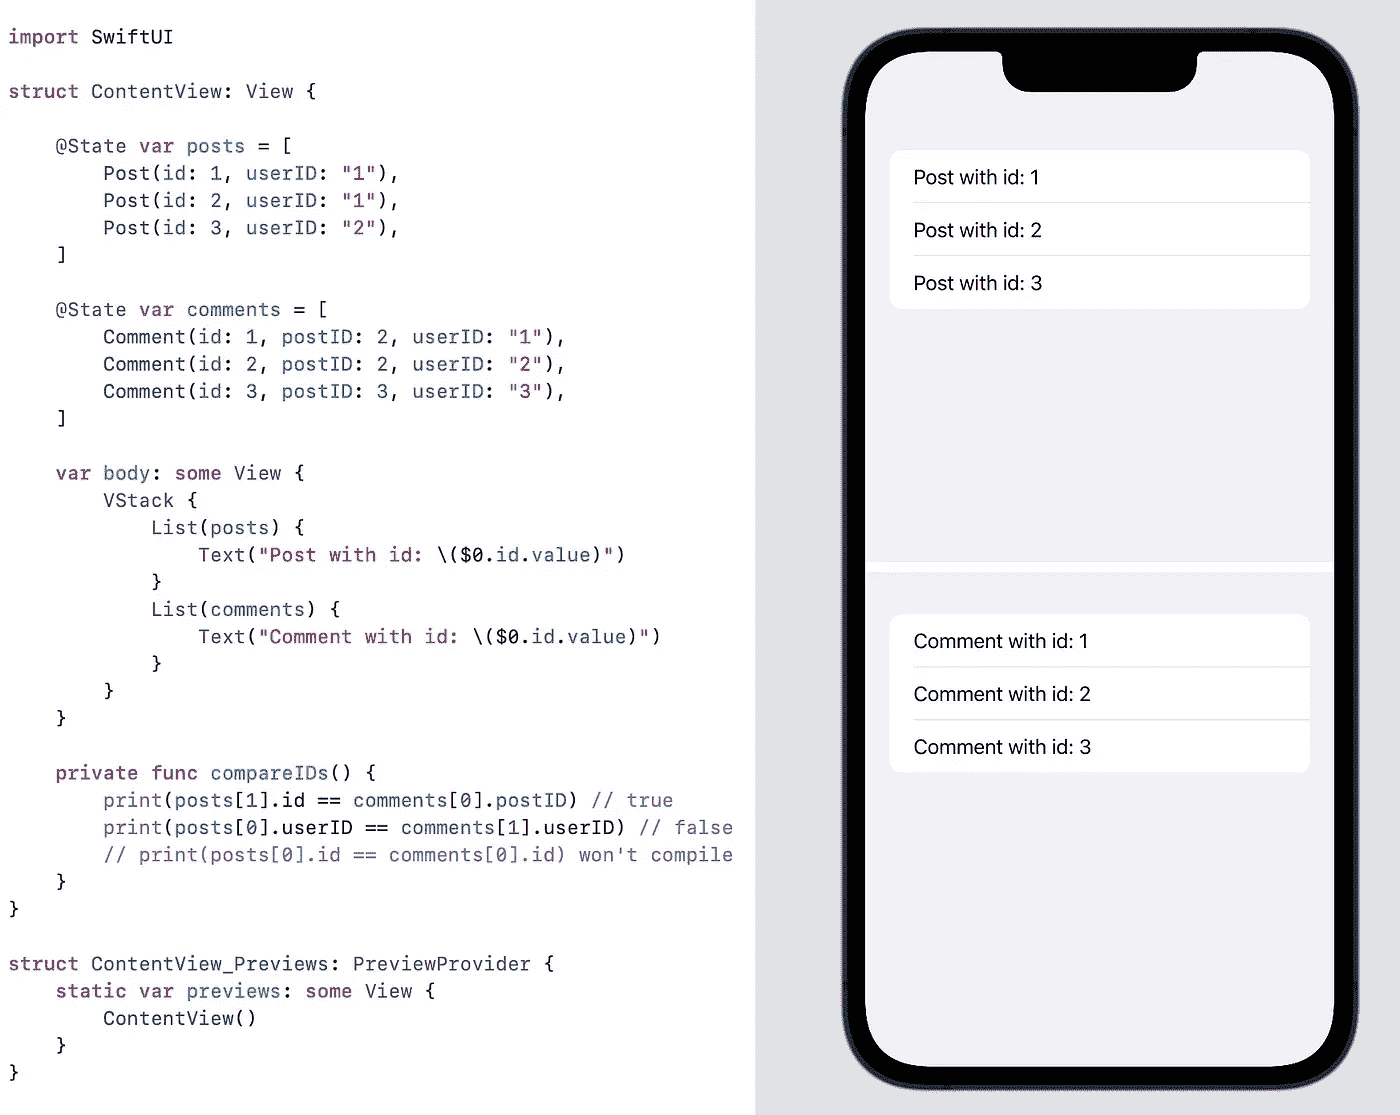 import SwiftUI
struct ContentView: View {
@State var posts = [
Post(id: 1, userID: "1"),
Post(id: 2, userID: "1"),
Post(id: 3, userID: "2"),
]
@State var comments = [
Comment(id: 1, postID: 2, userID: "1"),
Comment(id: 2, postID: 2, userID: "2"),
Comment(id: 3, postID: 3, userID: "3"),
]
var body: some View {
VStack {
List(posts) {
Text("Post with id: \($0.id.value)")
}
List(comments) {
Text("Comment with id: \($0.id.value)")
}
}
}
private func compareIDs() {
print(posts[1].id == comments[0].postID) // true
print(posts[0].userID == comments[1].userID) // false
// print(posts[0].id == comments[0].id) won't compile
}
}
struct ContentView_Previews: PreviewProvider {
static var previews: some View {
ContentView()
}
}
Post with id: 1
Post with id: 2
Post with id: 3
Comment with id: 1
Comment with id: 2
Comment with id: 3